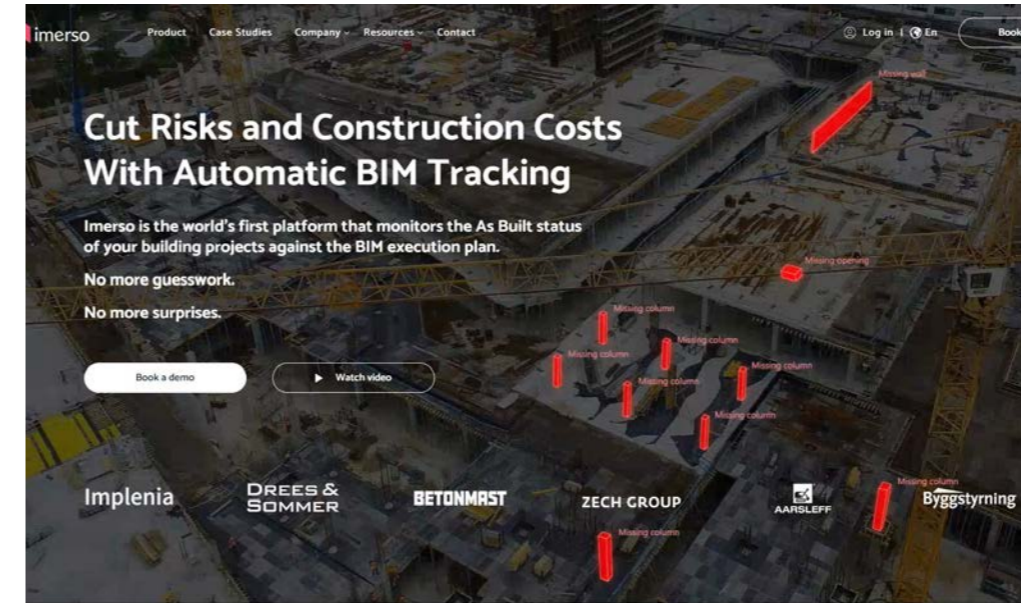 imerso
Product Case Studies Company Resources Contact
Log in | En
Book
Missing wall
Cut Risks and Construction Costs
With Automatic BIM Tracking
Imerso is the world's first platform that monitors the As Built status
of your building projects against the BIM execution plan.
No more guesswork.
No more surprises.
Missing opening
Missing column
Missing column
Missing column
Missing column
Missing column
Missing column
Book a demo
Watch video
Missing column
Implenia
DREES &
SOMMER
BETONMAST
ZECH GROUP
AARSLEFF
Byggstyrning
Missing column